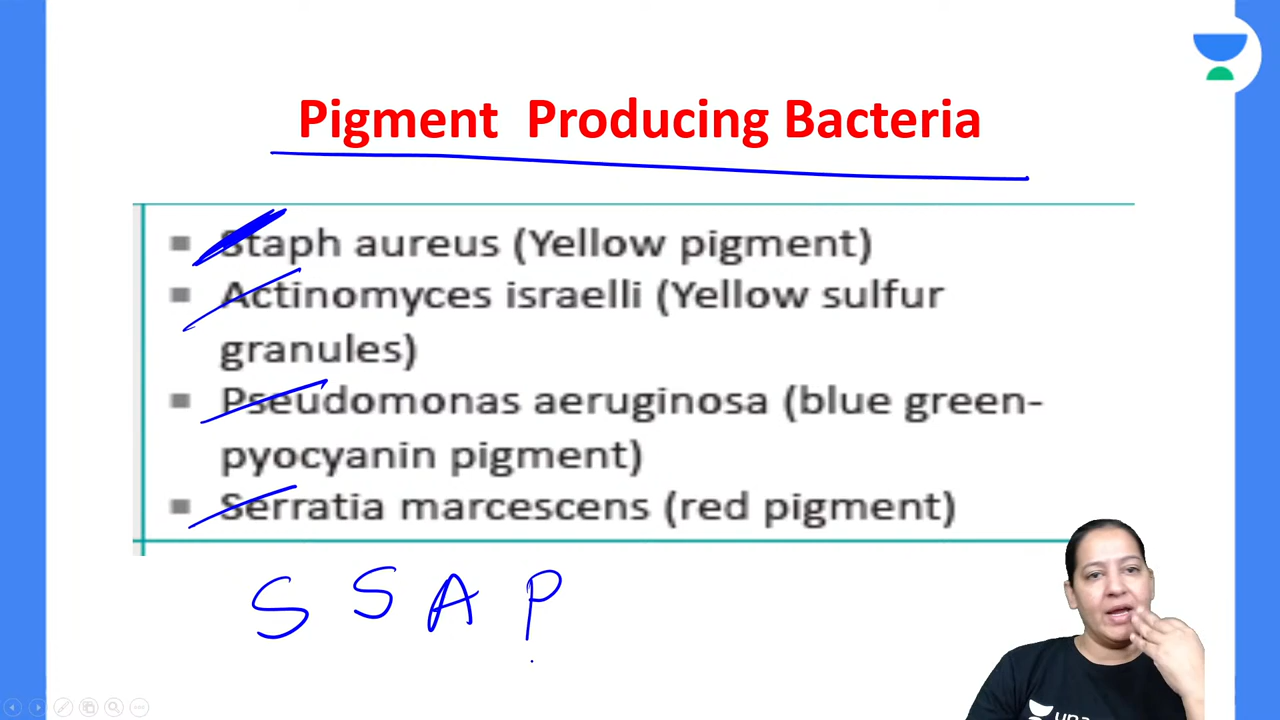 Pigment Producing Bacteria
Staph aureus (Yellow pigment)
Actinomyces israelli (Yellow sulfur
granules)
Pseudomonas aeruginosa (blue green-
pyocyanin pigment)
Serratia marcescens (red pigment)
S S A P